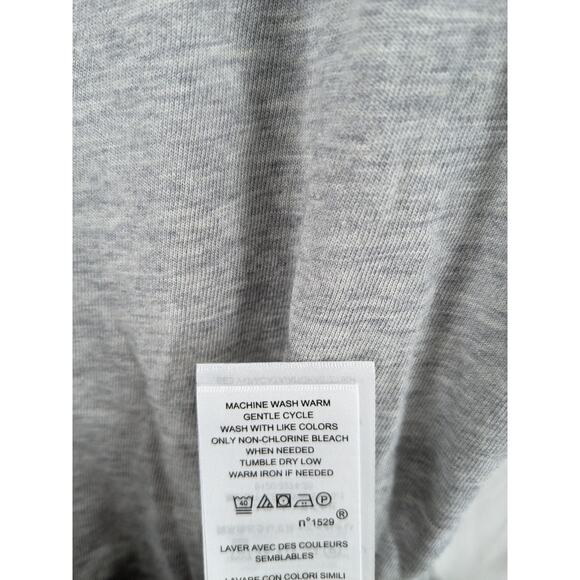 MACHINE WASH WARM
GENTLE CYCLE
WASH WITH LIKE COLORS
ONLY NON-CHLORINE BLEACH
WHEN NEEDED
TUMBLE DRY LOW
WARM IRON IF NEEDED
40 P
n°1529 ®
LAVER AVEC DES COULEURS
SEMBLABLES
LAVARE CON COLORI SIMILI